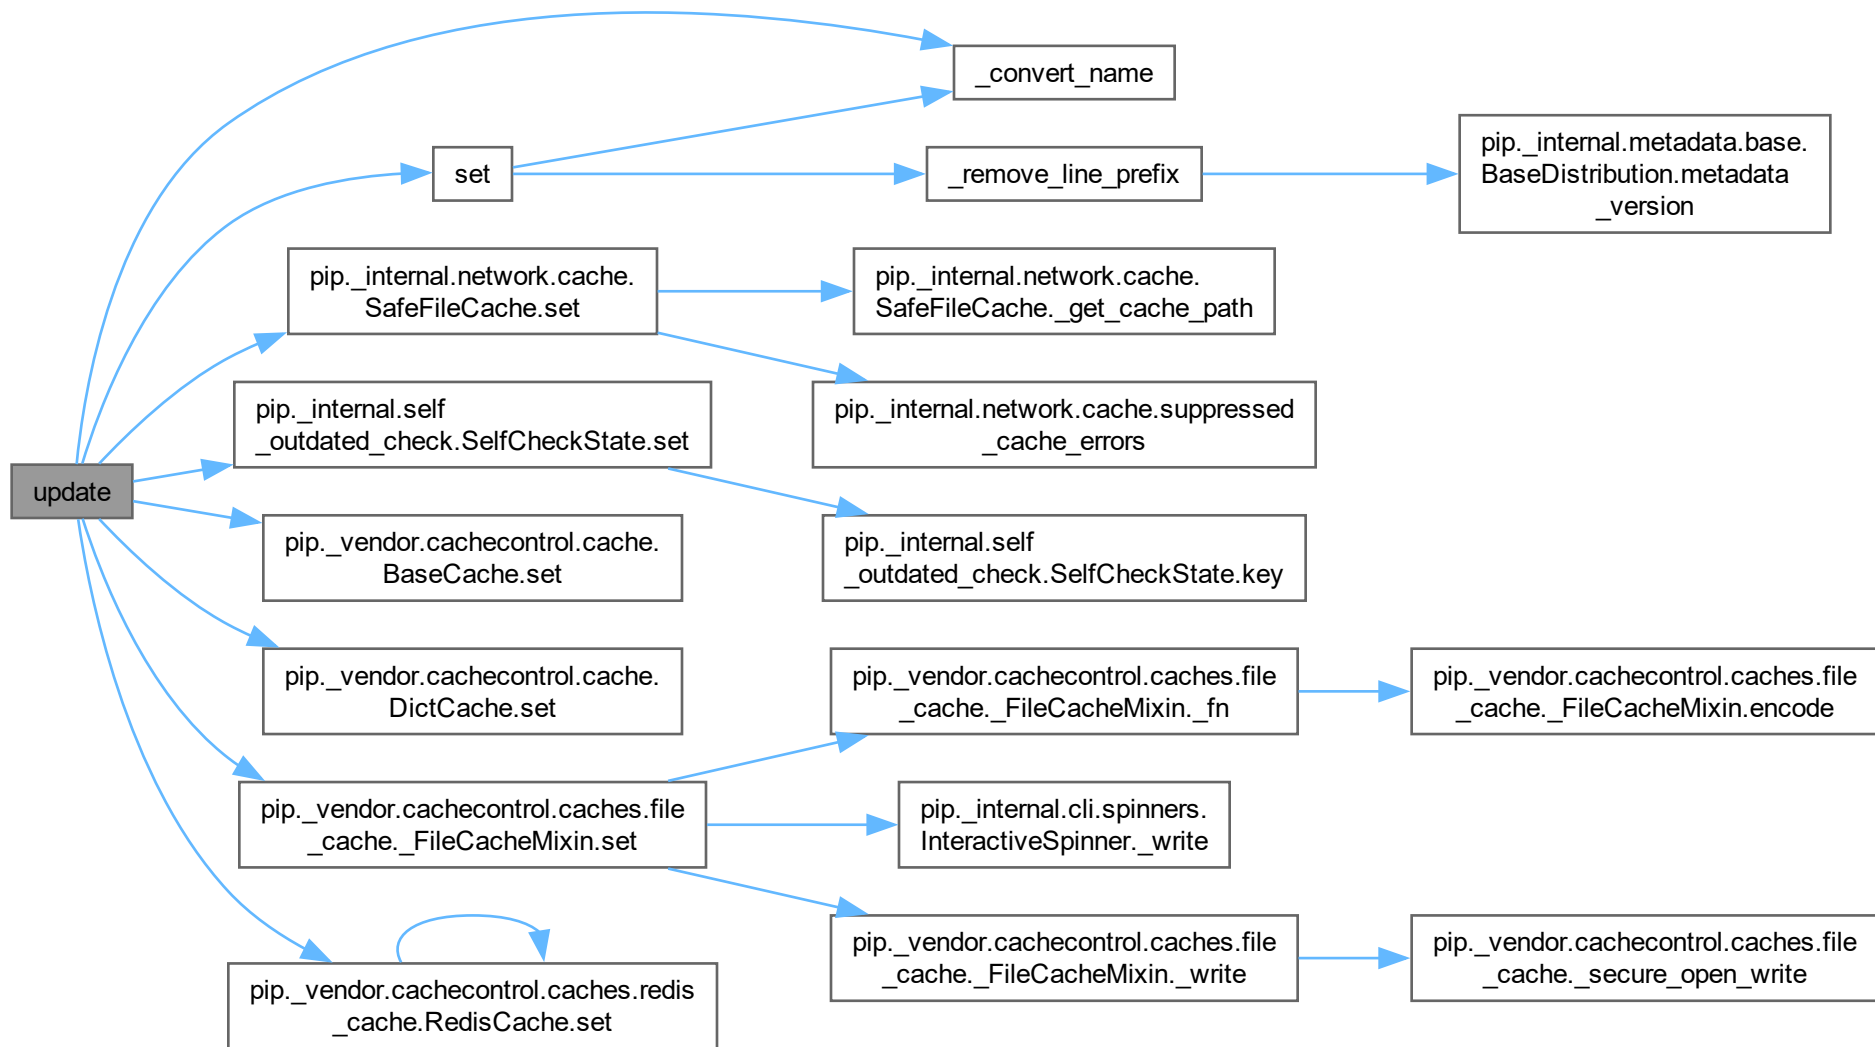 _convert_name
set
_remove_line_prefix
pip._internal.metadata.base.
BaseDistribution.metadata
_version
pip._internal.network.cache.
SafeFileCache.set
pip._internal.network.cache.
SafeFileCache._get_cache_path
pip._internal.network.cache.suppressed
_cache_errors
pip._internal.self
_outdated_check.SelfCheckState.set
update
pip._internal.self
_outdated_check.SelfCheckState.key
pip._vendor.cachecontrol.cache.
BaseCache.set
pip._vendor.cachecontrol.cache.
DictCache.set
pip._vendor.cachecontrol.caches.file
_cache._FileCacheMixin._fn
pip._vendor.cachecontrol.caches.file
_cache._FileCacheMixin.encode
pip._vendor.cachecontrol.caches.file
_cache._FileCacheMixin.set
pip._internal.cli.spinners.
InteractiveSpinner._write
pip._vendor.cachecontrol.caches.file
_cache._FileCacheMixin._write
pip._vendor.cachecontrol.caches.file
_cache._secure_open_write
pip._vendor.cachecontrol.caches.redis
_cache.RedisCache.set